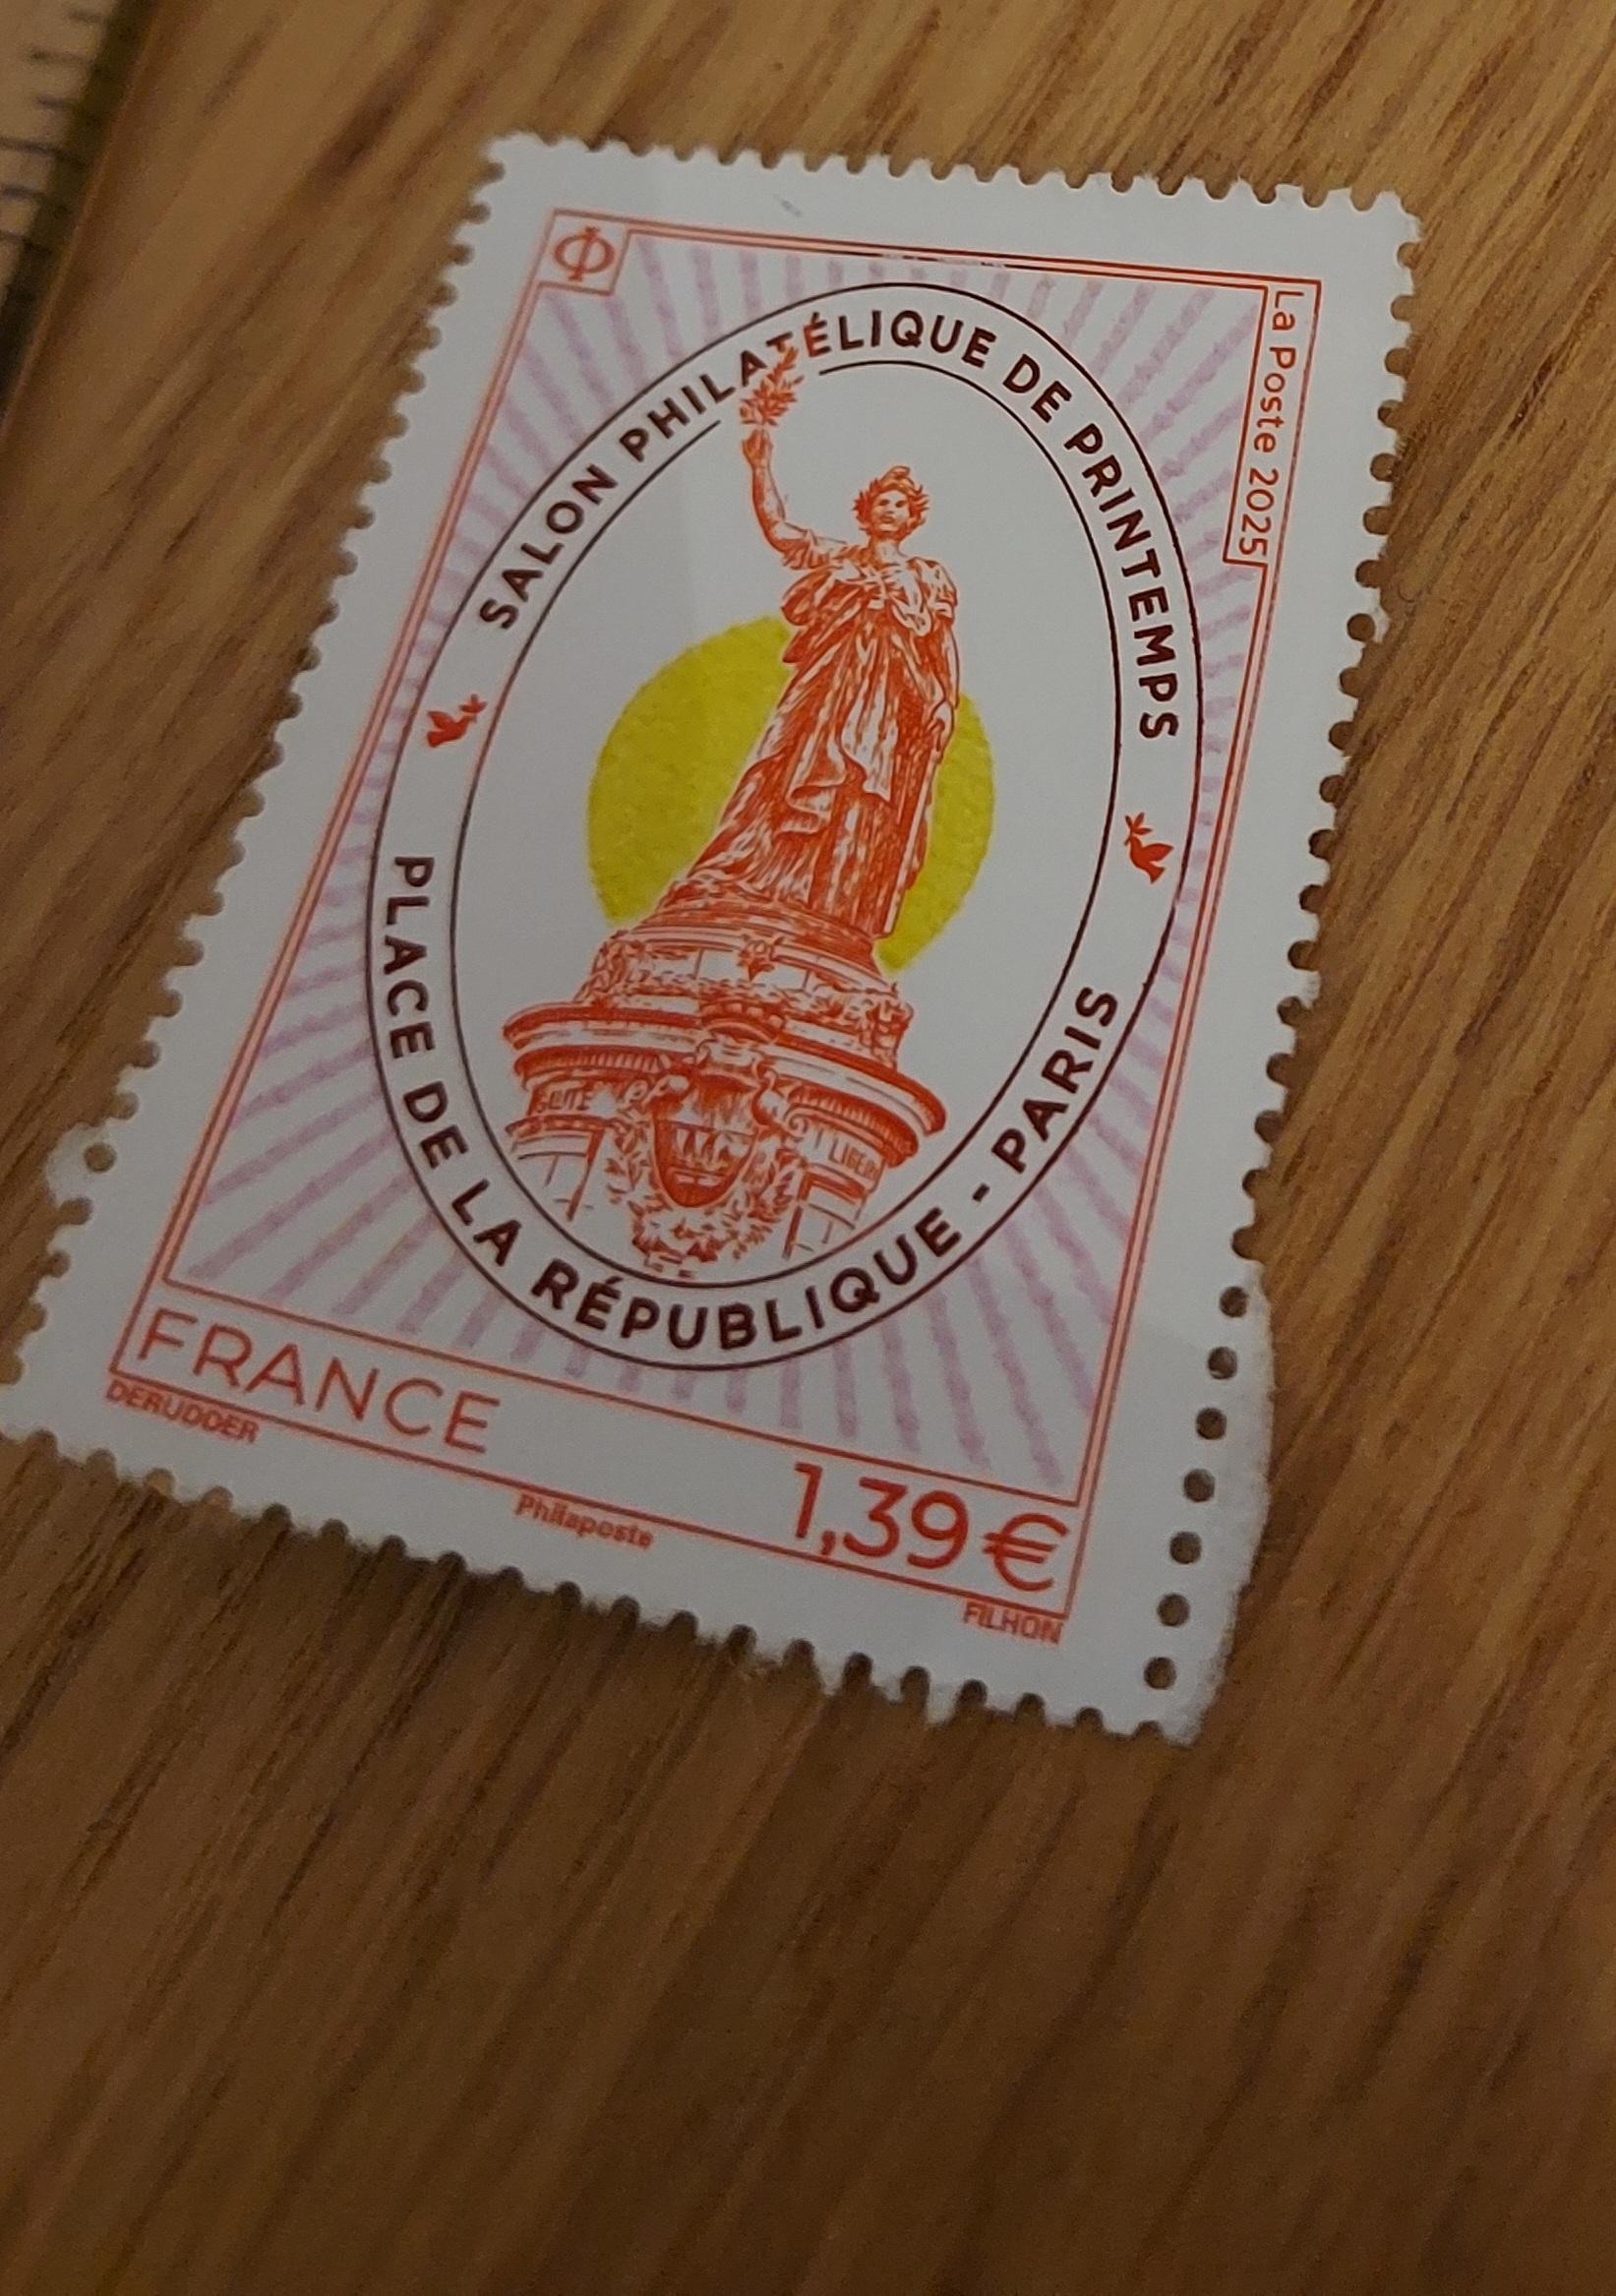 Φ
La Poste 2025
SALON PHILATÉLIQUE DE PRINTEMPS
PLACE DE LA RÉPUBLIQUE - PARIS
FRANCE
1,39 €
DERUDDER
Philaposte
FILHON